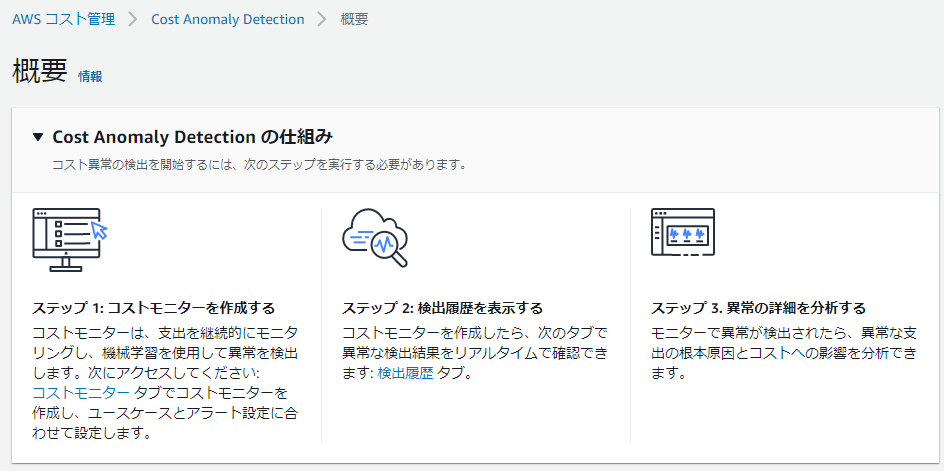 AWS コスト管理 > Cost Anomaly Detection > 概要
概要 情報
▼ Cost Anomaly Detection の仕組み
コスト異常の検出を開始するには、次のステップを実行する必要があります。
ステップ 1: コストモニターを作成する
コストモニターは、支出を継続的にモニタ
リングし、機械学習を使用して異常を検出
します。次にアクセスしてください:
コストモニター タブでコストモニターを
作成し、ユースケースとアラート設定に合
わせて設定します。
ステップ 2: 検出履歴を表示する
コストモニターを作成したら、次のタブで
異常な検出結果をリアルタイムで確認でき
ます: 検出履歴 タブ。
ステップ 3. 異常の詳細を分析する
モニターで異常が検出されたら、異常な支
出の根本原因とコストへの影響を分析でき
ます。